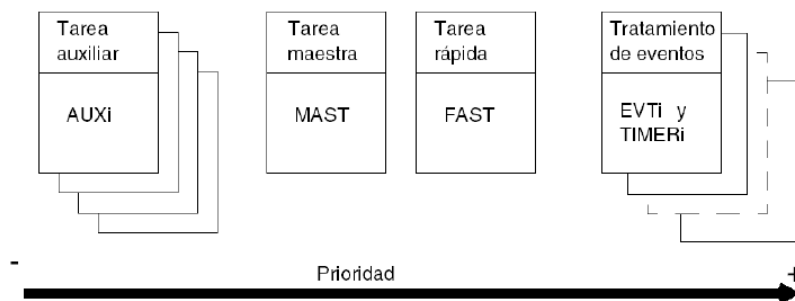 Tarea
auxiliar
AUXi
Tarea
maestra
MAST
Tarea
rápida
FAST
Tratamiento
de eventos
EVTi y
TIMERi
-
+
Prioridad